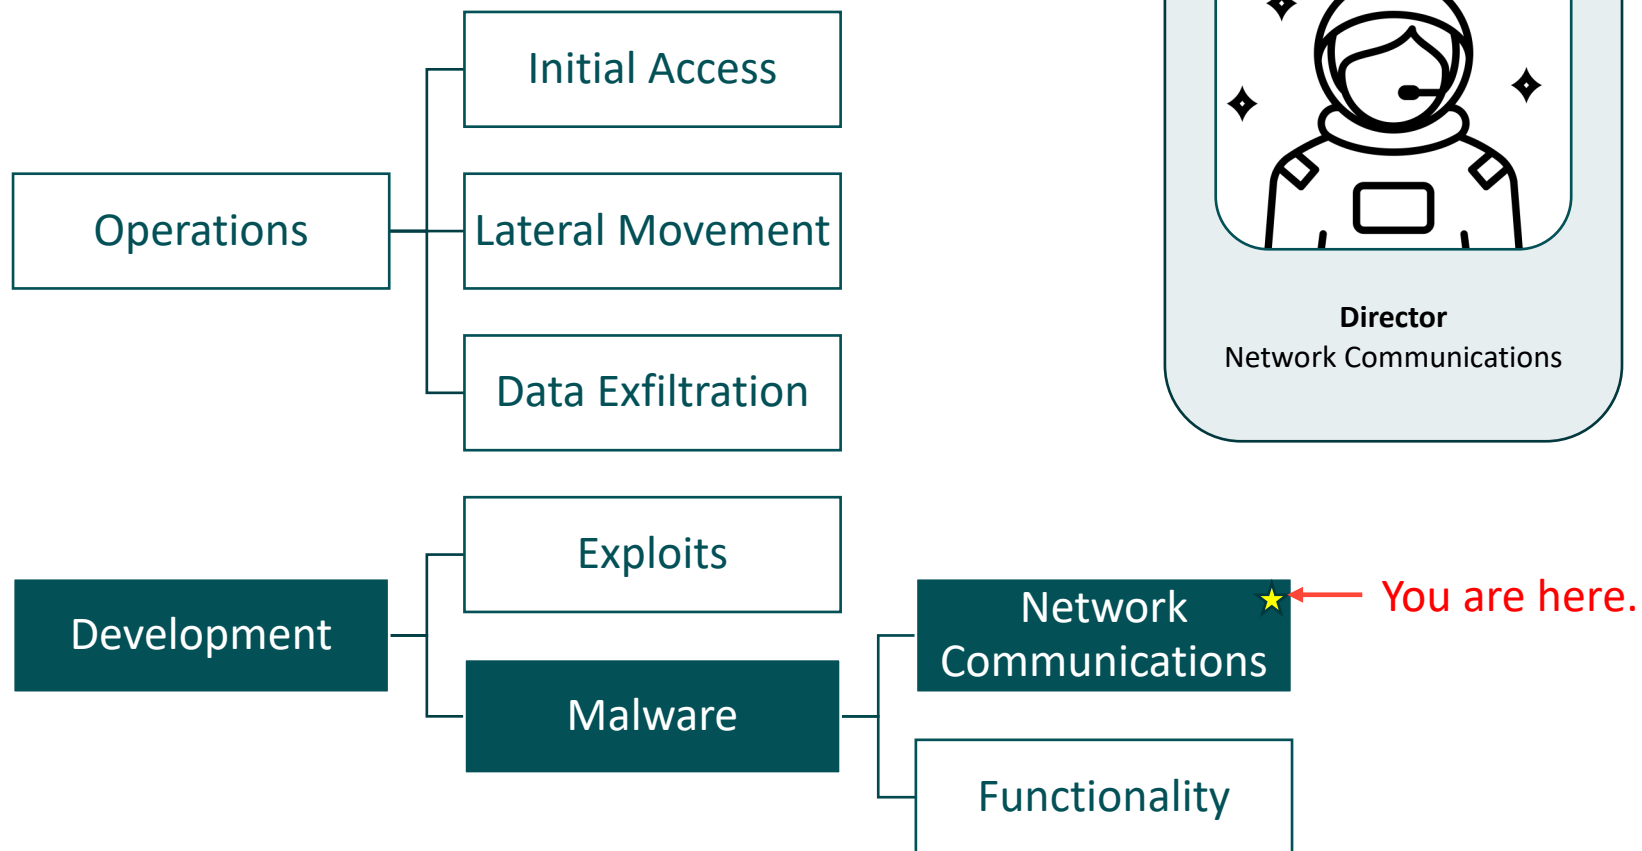 Initial Access
Operations
Lateral Movement
Data Exfiltration
Director
Network Communications
Exploits
Development
Malware
Network
Communications
You are here.
Functionality